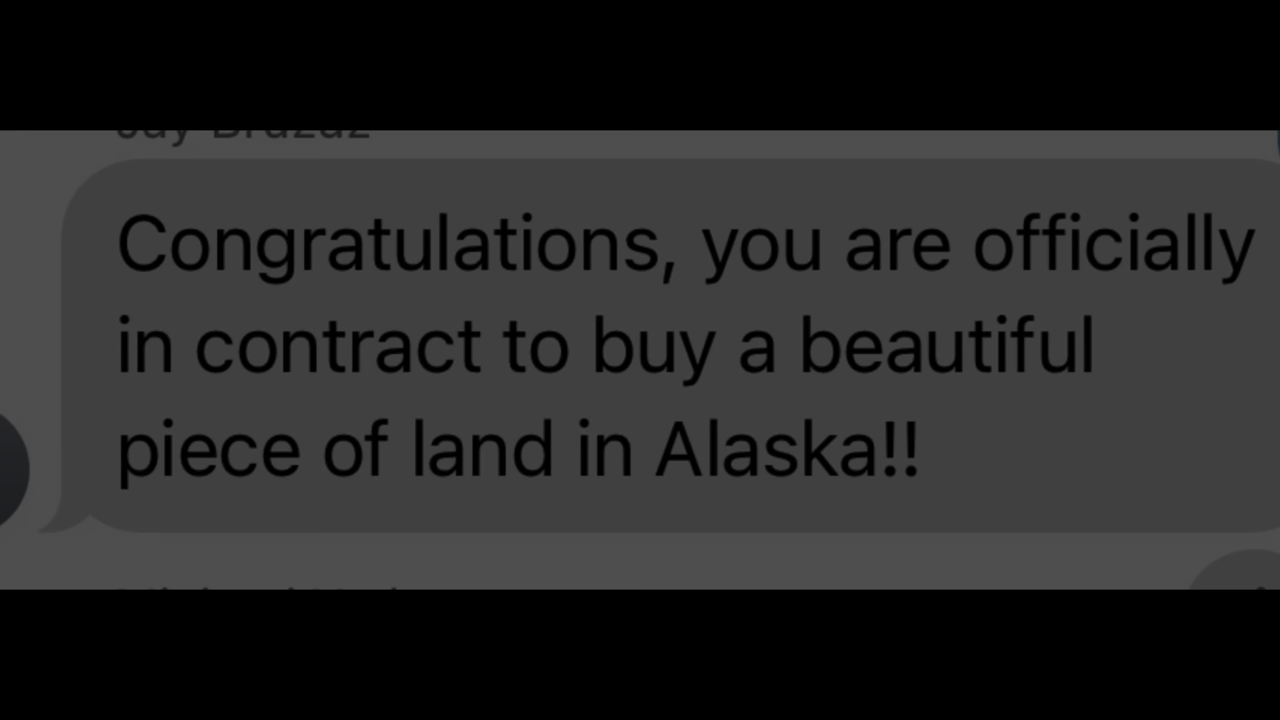 Congratulations, you are officially
in contract to buy a beautiful
piece of land in Alaska!!